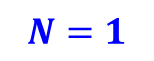 N = 1